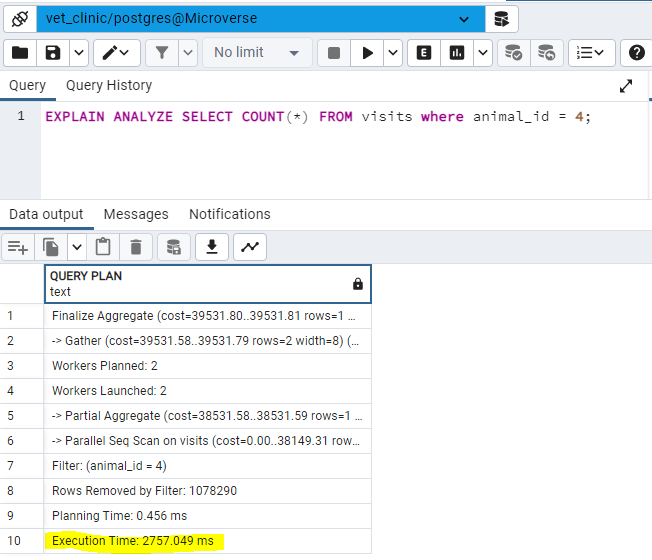 vet_clinic/postgres@Microverse
No limit
E
Query Query History
1 EXPLAIN ANALYZE SELECT COUNT(*) FROM visits where animal_id = 4;
Data output Messages Notifications
QUERY PLAN
text
1 Finalize Aggregate (cost=39531.80..39531.81 rows=1 ...
2 -> Gather (cost=39531.58..39531.79 rows=2 width=8) (...
3 Workers Planned: 2
4 Workers Launched: 2
5 -> Partial Aggregate (cost=38531.58..38531.59 rows=1 ...
6 -> Parallel Seq Scan on visits (cost=0.00..38149.31 row...
7 Filter: (animal_id = 4)
8 Rows Removed by Filter: 1078290
9 Planning Time: 0.456 ms
10 Execution Time: 2757.049 ms